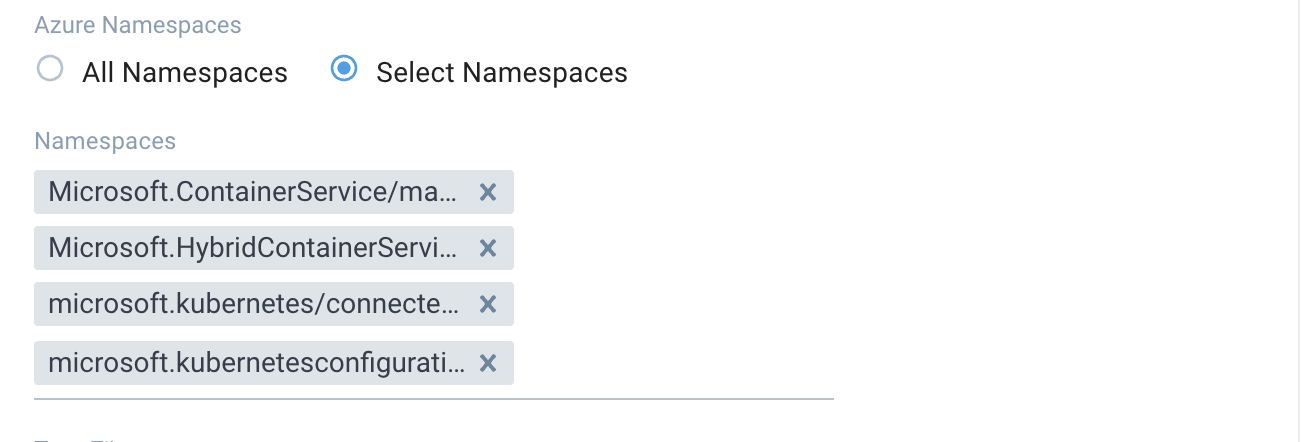 Azure Namespaces
All Namespaces Select Namespaces
Namespaces
Microsoft.ContainerService/ma...
Microsoft.HybridContainerServi...
microsoft.kubernetes/connecte...
microsoft.kubernetesconfigurati...